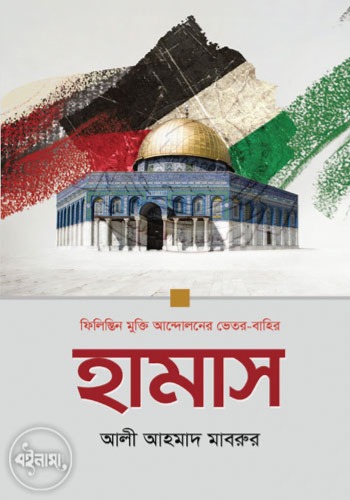 ফিলিস্তিন মুক্তি আন্দোলনের ভেতর-বাহির
হামাস
আলী আহমাদ মাবরুর
বইনামা